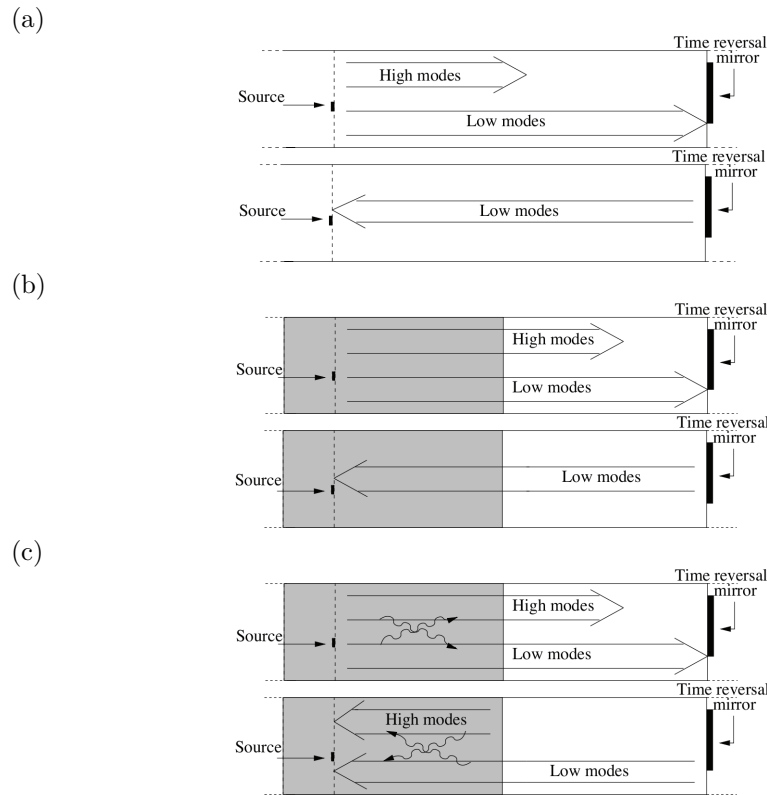 (a)
Time reversal
mirror
High modes
Source
Low modes
Time reversal
mirror
Low modes
Source
(b)
Time reversal
mirror
High modes
Source
Low modes
Time reversal
mirror
Low modes
Source
(c)
Time reversal
mirror
High modes
Source
Low modes
Time reversal
mirror
High modes
Source
Low modes